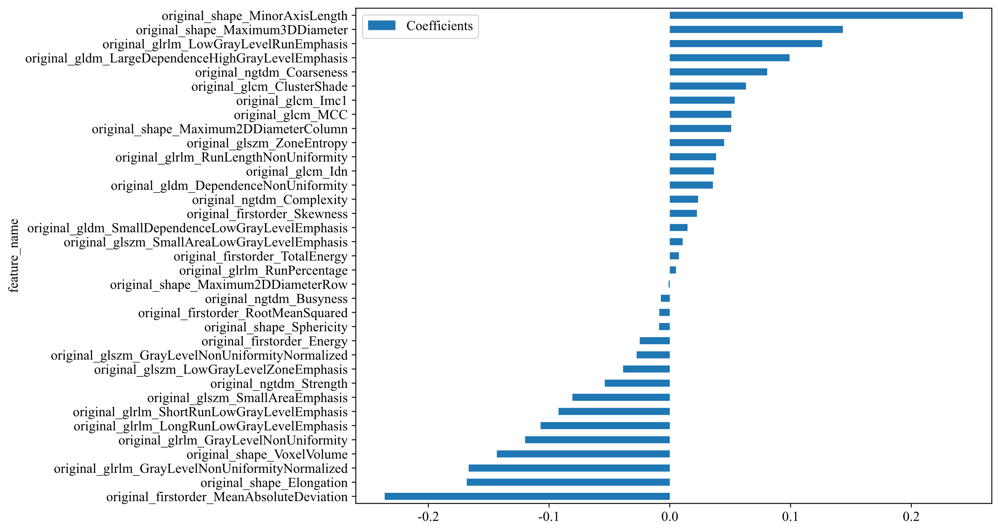 original_shape_MinorAxisLength
original_shape_Maximum3DDiameter
original_glrlm_LowGrayLevelRunEmphasis
original_gldm_LargeDependenceHighGrayLevelEmphasis
original_ngtdm_Coarseness
original_glcm_ClusterShade
original_glcm_Imc1
original_glcm_MCC
original_shape_Maximum2DDiameterColumn
original_glszm_ZoneEntropy
original_glrlm_RunLengthNonUniformity
original_glcm_Idn
original_gldm_DependenceNonUniformity
original_ngtdm_Complexity
original_firstorder_Skewness
original_gldm_SmallDependenceLowGrayLevelEmphasis
original_glszm_SmallAreaLowGrayLevelEmphasis
original_firstorder_TotalEnergy
original_glrlm_RunPercentage
original_shape_Maximum2DDiameterRow
original_ngtdm_Busyness
original_firstorder_RootMeanSquared
original_shape_Sphericity
original_firstorder_Energy
original_glszm_GrayLevelNonUniformityNormalized
original_glszm_LowGrayLevelZoneEmphasis
original_ngtdm_Strength
original_glszm_SmallAreaEmphasis
original_glrlm_ShortRunLowGrayLevelEmphasis
original_glrlm_LongRunLowGrayLevelEmphasis
original_glrlm_GrayLevelNonUniformity
original_shape_VoxelVolume
original_glrlm_GrayLevelNonUniformityNormalized
original_shape_Elongation
original_firstorder_MeanAbsoluteDeviation
feature_name
Coefficients
-0.2 -0.1 0.0 0.1 0.2